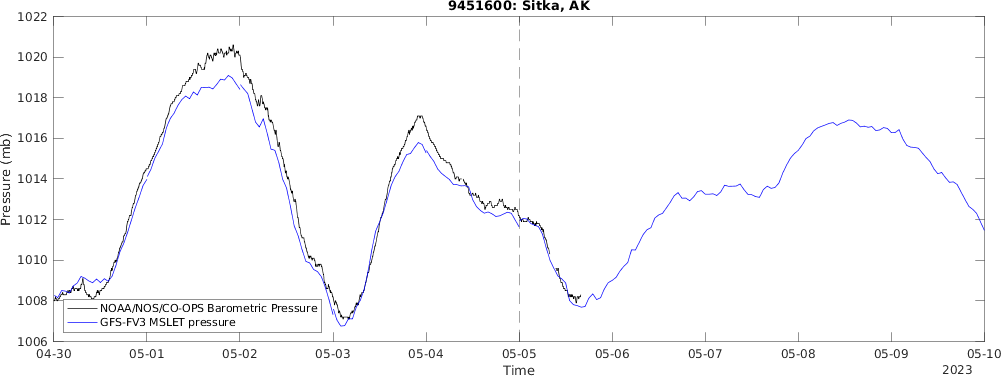 9451600: Sitka, AK
Pressure (mb)
1022
1020
1018
1016
1014
1012
1010
1008
1006
NOAA/NOS/CO-OPS Barometric Pressure
GFS-FV3 MSLET pressure
04-30 05-01 05-02 05-03 05-04 05-05 05-06 05-07 05-08 05-09 05-10
Time
2023